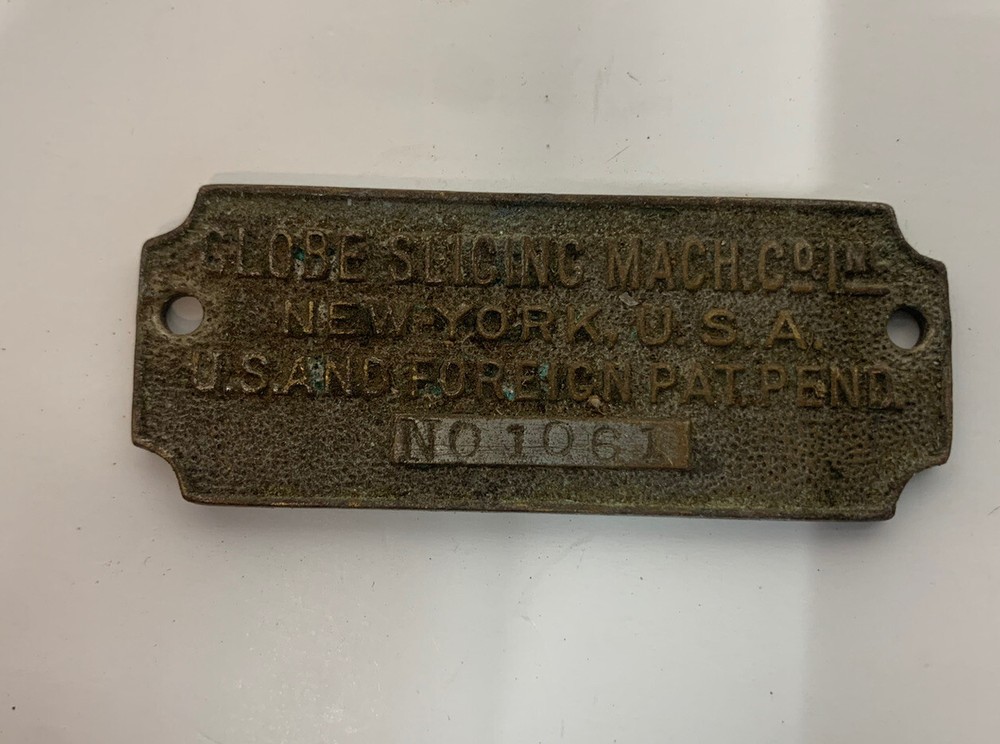 GLOBE SLICING MACH. CO. INC.
NEW-YORK, U.S.A.
U.S. AND FOREIGN PAT. PEND.
NO 1061